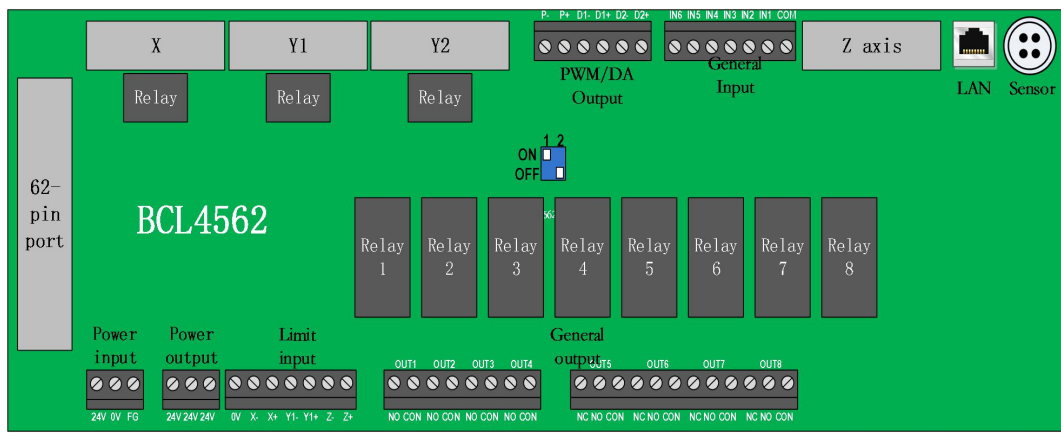 P- P+ D1- D1+ D2- D2+
IN6 IN5 IN4 IN3 IN2 IN1 COM
X
Y1
Y2
Z axis
PWM/DA
Output
General
Input
LAN
Sensor
Relay
Relay
Relay
1 2
ON
OFF
62-
pin
port
BCL4562
562
Relay
1
Relay
2
Relay
3
Relay
4
Relay
5
Relay
6
Relay
7
Relay
8
Power
input
Power
output
Limit
input
General
output
OUT1 OUT2 OUT3 OUT4
OUT5 OUT6 OUT7 OUT8
24V 0V FG
24V 24V 24V
0V X- X+ Y1- Y1+ Z- Z+
NO CON NO CON NO CON NO CON
NC NO CON NC NO CON NC NO CON NC NO CON